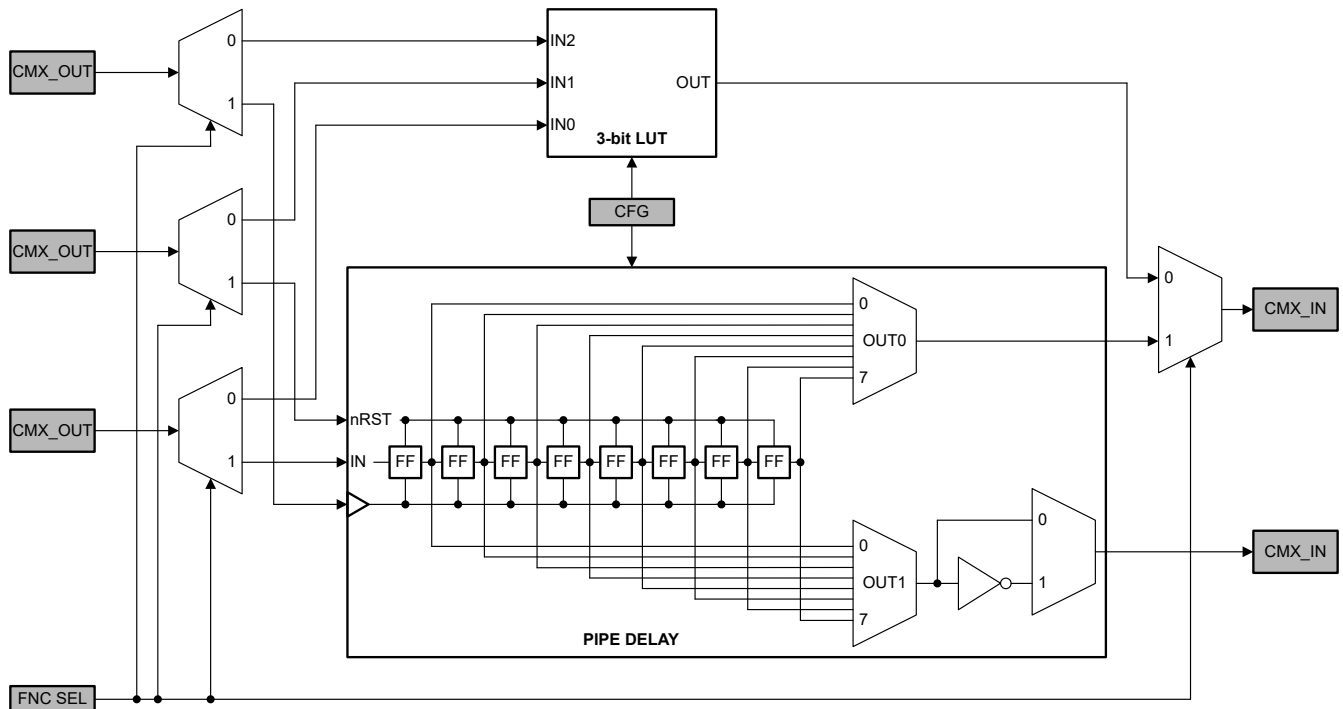 CMX_OUT
0
1
IN2
IN1
IN0
OUT
3-bit LUT
CFG
CMX_OUT
0
1
CMX_OUT
0
1
nRST
IN
FF FF FF FF FF FF FF FF
0
OUT0
7
0
OUT1
7
0
1
PIPE DELAY
0
1
CMX_IN
CMX_IN
FNC SEL